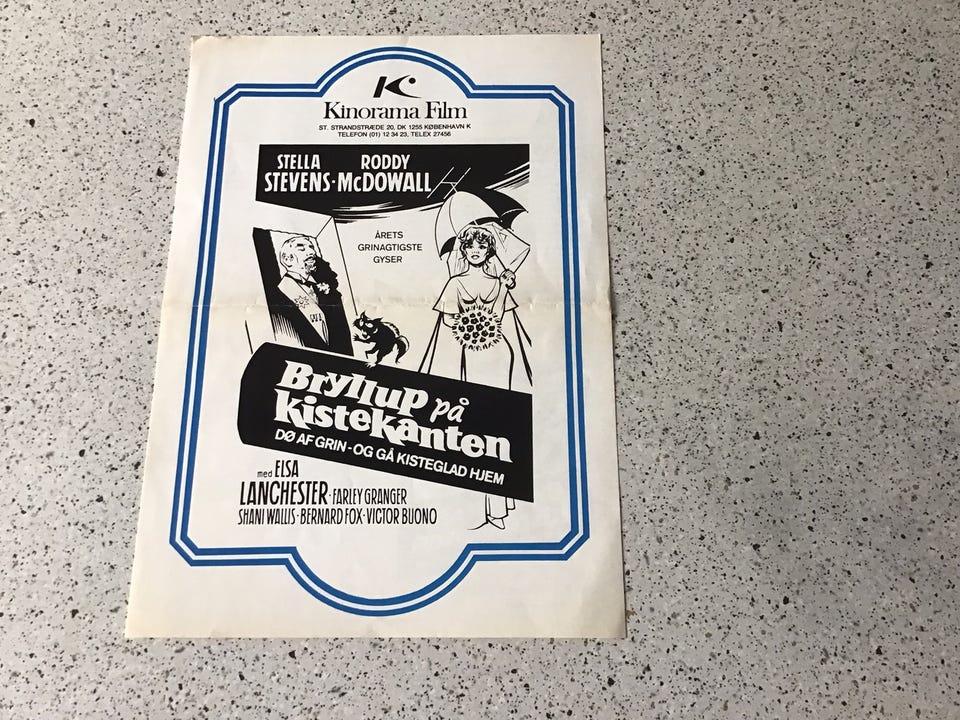 K
Kinorama Film
ST. STRANDSTRÆDE 20, DK 1255 KØBENHAVN K
TELEFON (01) 12 34 23, TELEX 27456
STELLA RODDY
STEVENS · McDOWALL
ÅRETS
GRINAGTIGSTE
GYSER
Bryllup på
kistekanten
DØ AF GRIN - OG GÅ KISTEGLAD HJEM
med ELSA
LANCHESTER · FARLEY GRANGER
SHANI WALLIS · BERNARD FOX · VICTOR BUONO